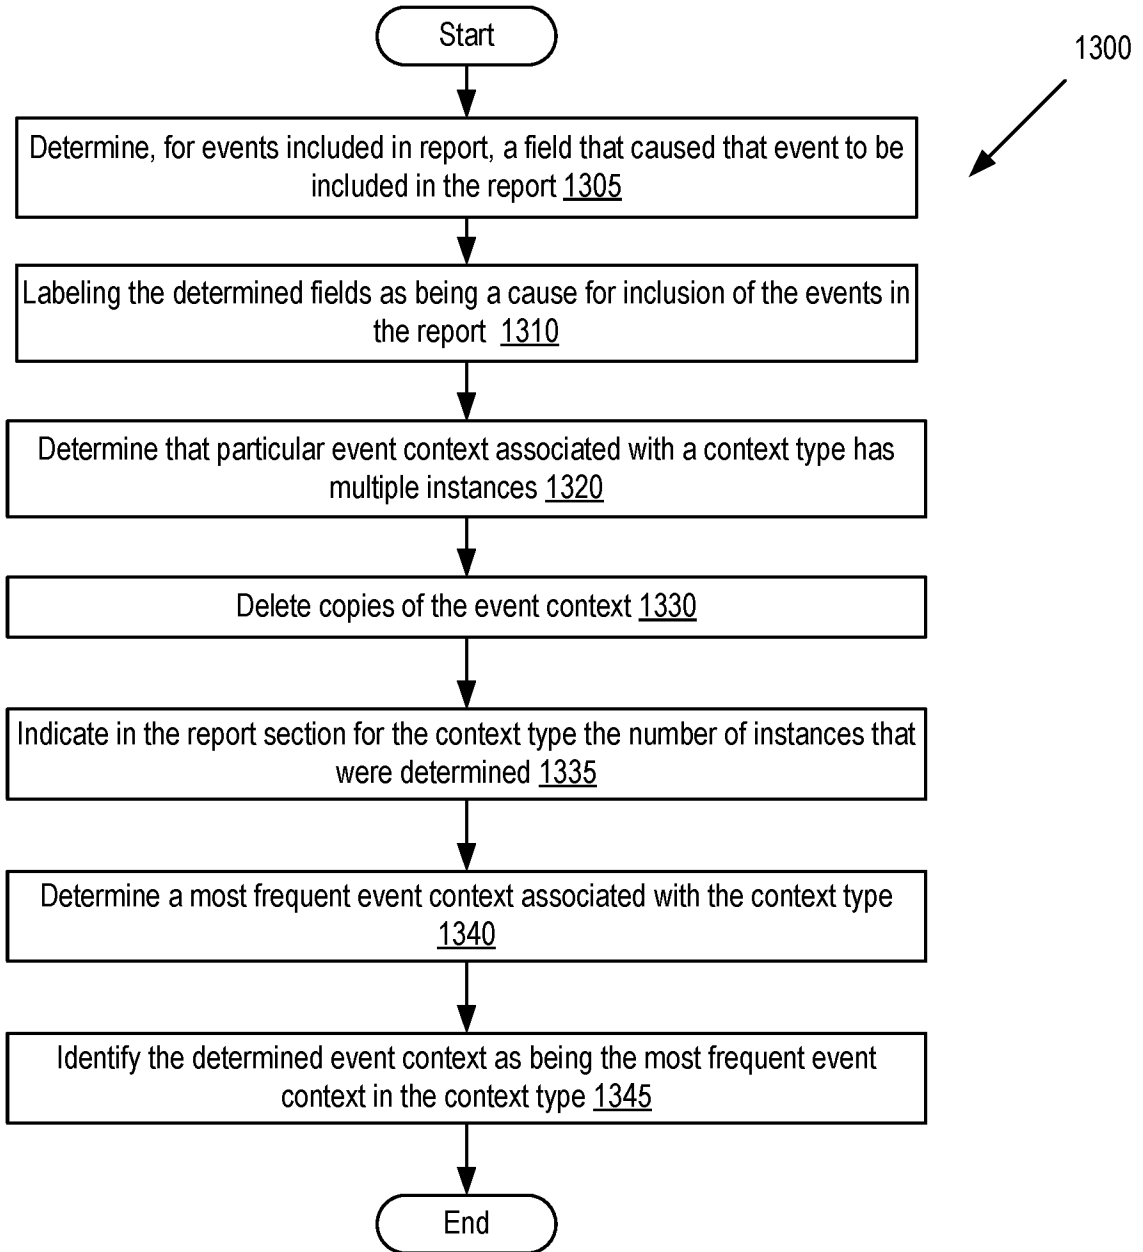 Start
1300
Determine, for events included in report, a field that caused that event to be
included in the report 1305
Labeling the determined fields as being a cause for inclusion of the events in
the report 1310
Determine that particular event context associated with a context type has
multiple instances 1320
Delete copies of the event context 1330
Indicate in the report section for the context type the number of instances that
were determined 1335
Determine a most frequent event context associated with the context type
1340
Identify the determined event context as being the most frequent event
context in the context type 1345
End